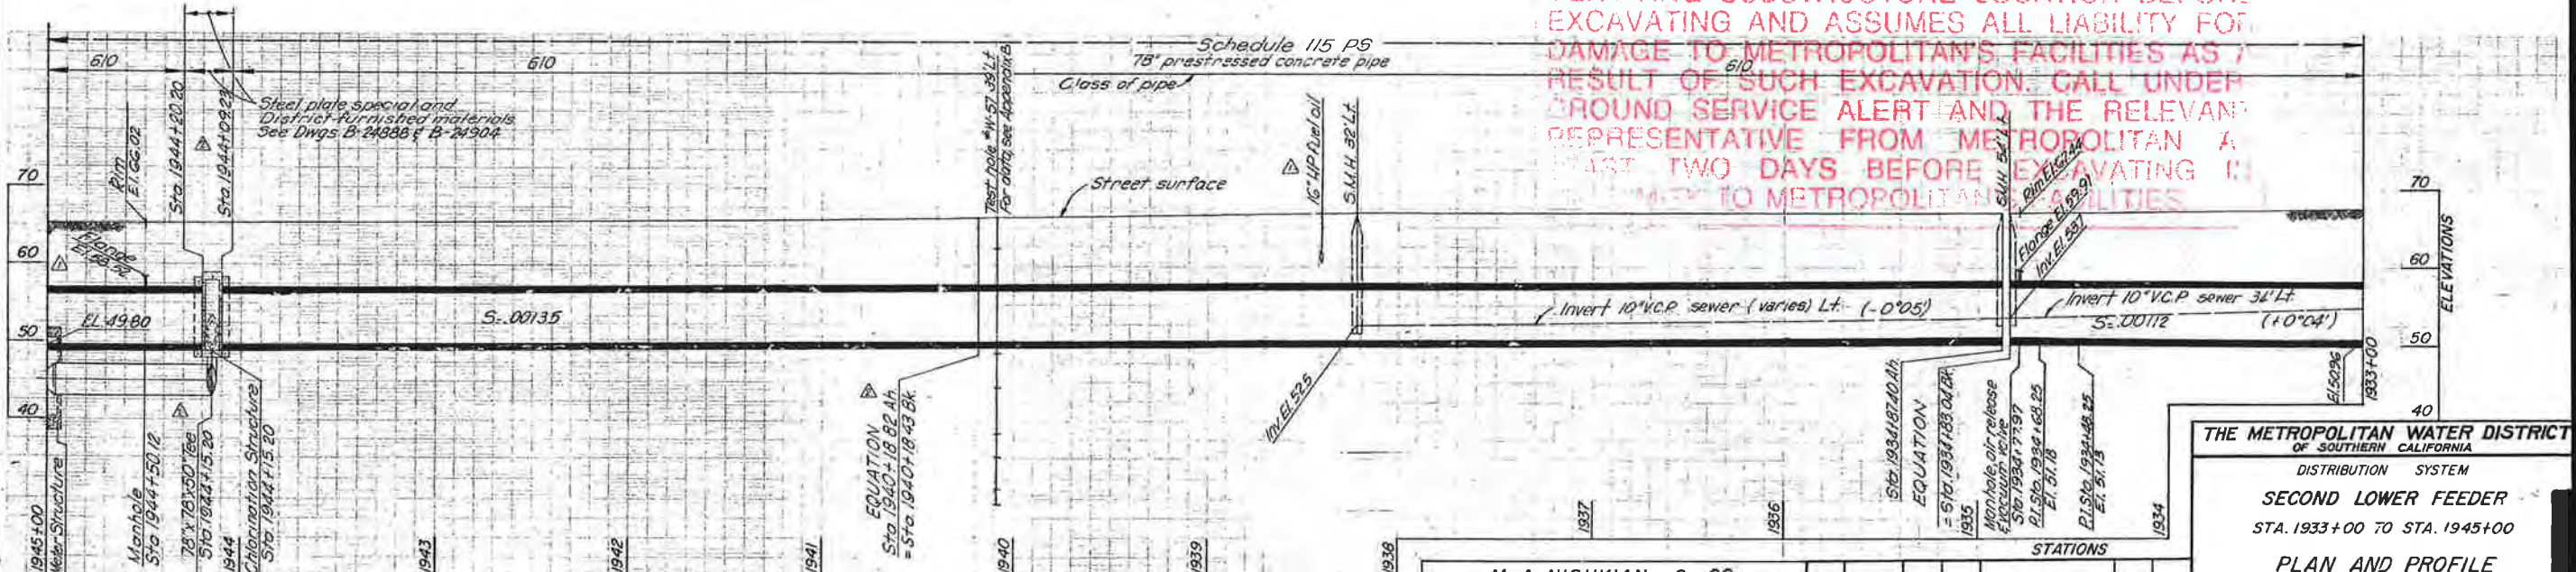 EXCAVATING AND ASSUMES ALL LIABILITY FOR
DAMAGE TO METROPOLITAN'S FACILITIES AS
RESULT OF SUCH EXCAVATION. CALL UNDER
GROUND SERVICE ALERT AND THE RELEVANT
REPRESENTATIVE FROM METROPOLITAN
TWO DAYS BEFORE EXCAVATING
TO METROPOLITAN'S FACILITIES
Schedule 115 PS
78" prestressed concrete pipe
610
610
610
Class of pipe
Steel plate special and
District-furnished materials
See Dwgs. B-24888 & B-24904
Rim
El. 66.02
Sta. 1944+20.20
Sta. 1944+09.23
Test hole #W-57 39' Lt.
For data, see Appendix B
16" HP fuel oil
S.M.H. 32' Lt.
Street surface
Rim El. 67.44
Flange El. 59.91
Inv. El. 53.7
70
60
50
40
70
60
50
40
ELEVATIONS
Flange
El. 58.52
El. 49.80
S=.00135
Invert 10" V.C.P. sewer (varies) Lt. (-0°05')
Invert 10" V.C.P. sewer 32' Lt.
S=.00112
(+0°04')
Inv. El. 52.5
1945+00
Meter Structure
Manhole
Sta. 1944+50.12
78"x78"x50" Tee
Sta. 1944+15.20
1944
Chlorination Structure
Sta. 1944+15.20
1943
1942
1941
EQUATION
Sta. 1940+18.82 Ah.
=Sta. 1940+18.43 Bk.
1940
1939
1938
1937
1936
Sta. 1934+87.40 Ah.
EQUATION
=Sta. 1934+83.04 Bk.
1935
Manhole, air release
& vacuum valve
Sta. 1934+77.97
P.I. Sta. 1934+68.25
El. 51.18
P.I. Sta. 1934+48.25
El. 51.13
1934
El. 50.96
1933+00
STATIONS
THE METROPOLITAN WATER DISTRICT
OF SOUTHERN CALIFORNIA
DISTRIBUTION SYSTEM
SECOND LOWER FEEDER
STA. 1933+00 TO STA. 1945+00
PLAN AND PROFILE